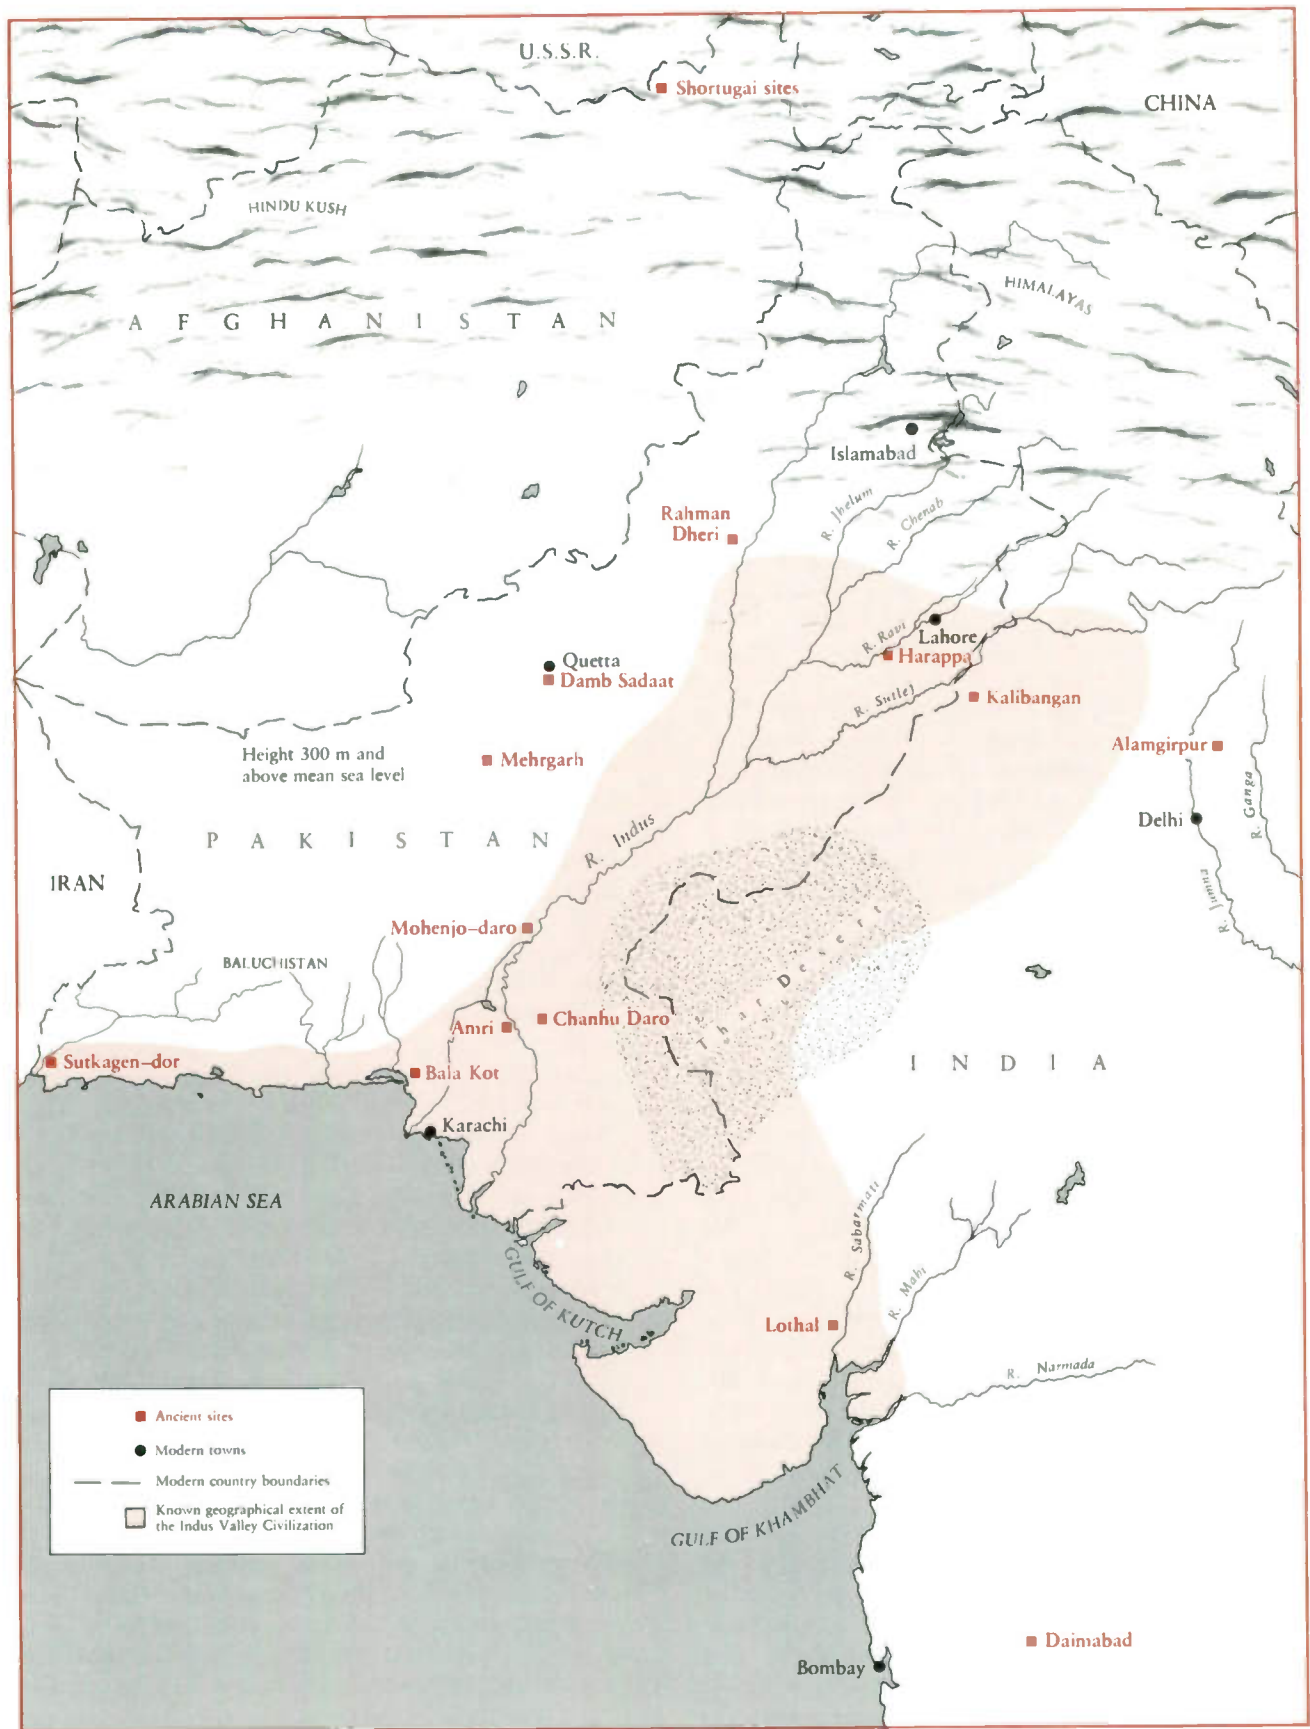 U.S.S.R.
Shortugai sites
CHINA
HINDU KUSH
HIMALAYAS
AFGHANISTAN
Islamabad
R. Jhelum
R. Chenab
Rahman
Dheri
R. Ravi
Lahore
Harappa
Quetta
Damb Sadaat
R. Sutlej
Kalibangan
Alamgirpur
Height 300 m and
above mean sea level
Mehrgarh
R. Ganga
Delhi
PAKISTAN
R. Indus
IRAN
R. Jumna
Mohenjo-daro
Thar Desert
BALUCHISTAN
Amri
Chanhu Daro
INDIA
Sutkagen-dor
Bala Kot
Karachi
ARABIAN SEA
R. Sabarmati
GULF OF KUTCH
R. Mahi
Lothal
R. Narmada
Ancient sites
Modern towns
Modern country boundaries
Known geographical extent of
the Indus Valley Civilization
GULF OF KHAMBHAT
Daimabad
Bombay